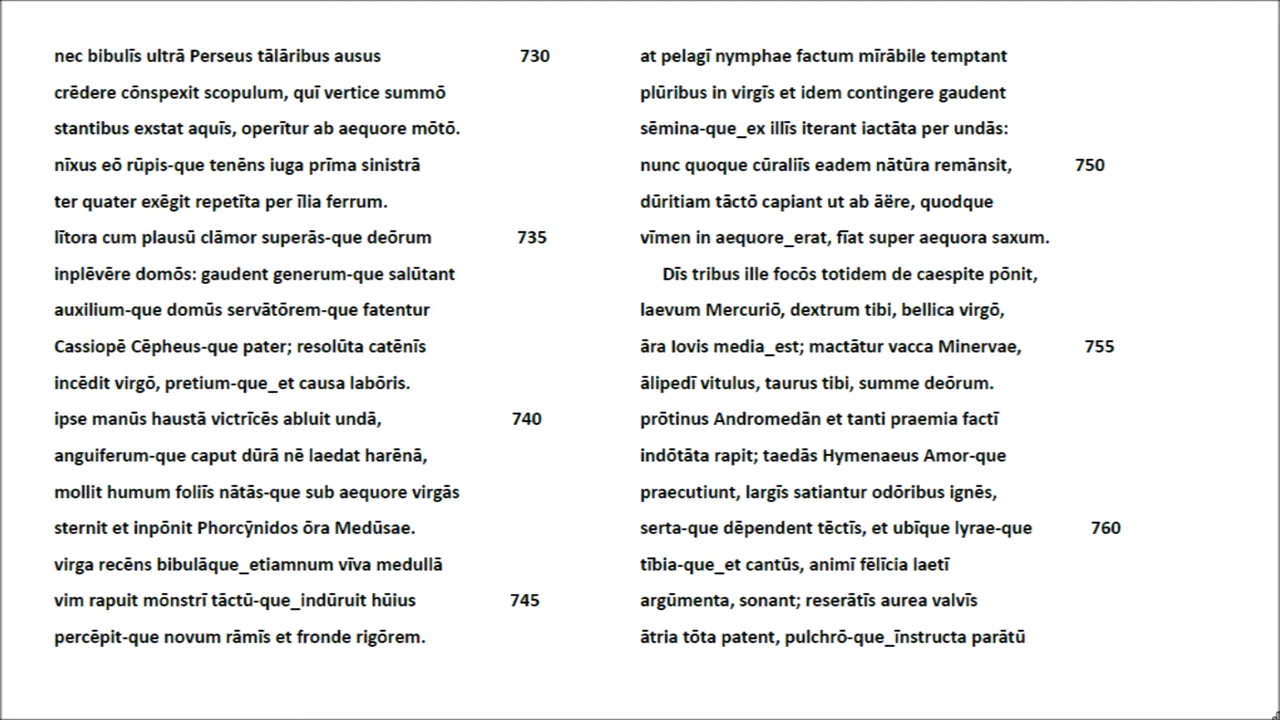 nec bibulīs ultrā Perseus tālāribus ausus 730
crēdere cōnspexit scopulum, quī vertice summō
stantibus exstat aquīs, operītur ab aequore mōtō.
nīxus eō rūpis-que tenēns iuga prīma sinistrā
ter quater exēgit repetīta per īlia ferrum.
lītora cum plausū clāmor superās-que deōrum 735
inplēvēre domōs: gaudent generum-que salūtant
auxilium-que domūs servātōrem-que fatentur
Cassiopē Cēpheus-que pater; resolūta catēnīs
incēdit virgō, pretium-que_et causa labōris.
ipse manūs haustā victrīcēs abluit undā, 740
anguiferum-que caput dūrā nē laedat harēnā,
mollit humum foliīs nātās-que sub aequore virgās
sternit et inpōnit Phorcȳnidos ōra Medūsae.
virga recēns bibulāque_etiamnum vīva medullā
vim rapuit mōnstrī tāctū-que_indūruit hūius 745
percēpit-que novum rāmīs et fronde rigōrem.
at pelagī nymphae factum mīrābile temptant
plūribus in virgīs et idem contingere gaudent
sēmina-que_ex illīs iterant iactāta per undās:
nunc quoque cūraliīs eadem nātūra remānsit, 750
dūritiam tāctō capiant ut ab āëre, quodque
vīmen in aequore_erat, fīat super aequora saxum.
Dīs tribus ille focōs totidem de caespite pōnit,
laevum Mercuriō, dextrum tibi, bellica virgō,
āra Iovis media_est; mactātur vacca Minervae, 755
ālipedī vitulus, taurus tibi, summe deōrum.
prōtinus Andromedān et tanti praemia factī
indōtāta rapit; taedās Hymenaeus Amor-que
praecutiunt, largīs satiantur odōribus ignēs,
serta-que dēpendent tēctīs, et ubīque lyrae-que 760
tībia-que_et cantūs, animī fēlīcia laetī
argūmenta, sonant; reserātīs aurea valvīs
ātria tōta patent, pulchrō-que_īnstructa parātū